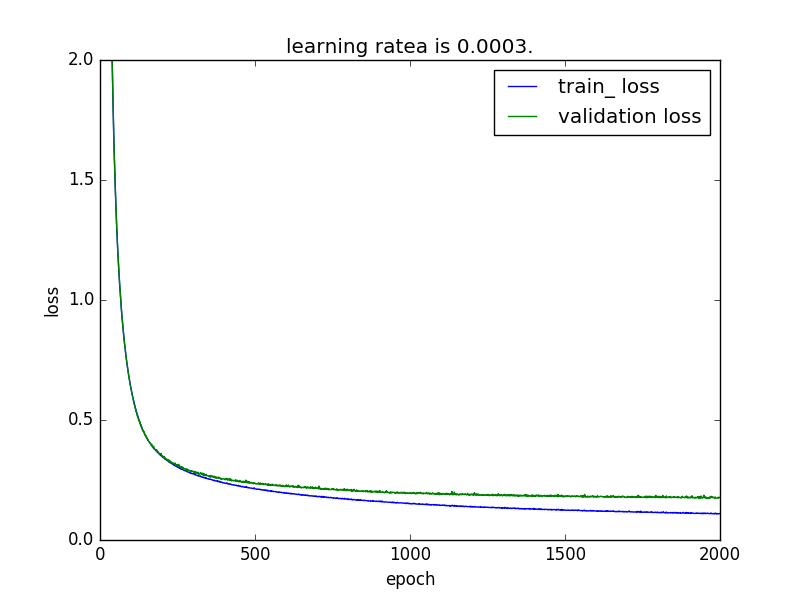 learning ratea is 0.0003.
train_ loss
validation loss
2.0
1.5
1.0
0.5
0.0
loss
0 500 1000 1500 2000
epoch